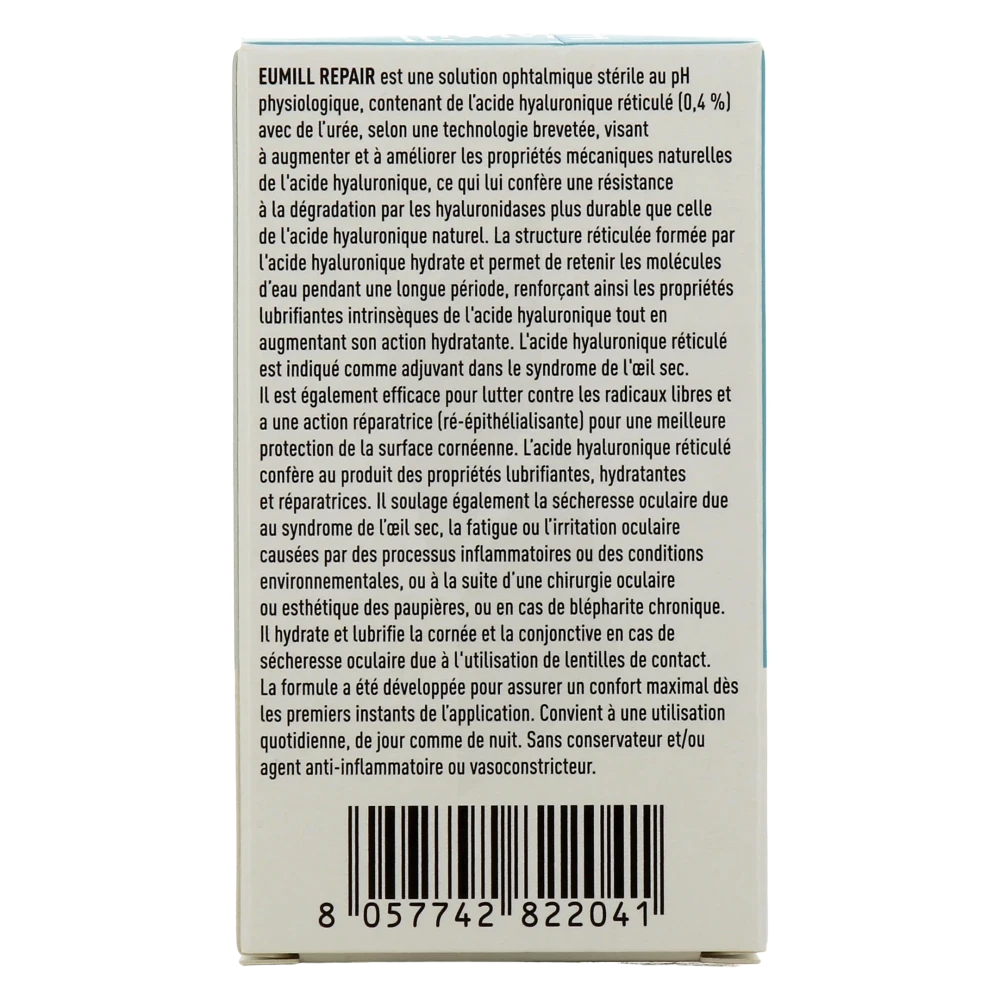 EUMILL REPAIR est une solution ophtalmique stérile au pH
physiologique, contenant de l'acide hyaluronique réticulé (0,4 %)
avec de l'urée, selon une technologie brevetée, visant
à augmenter et à améliorer les propriétés mécaniques naturelles
de l'acide hyaluronique, ce qui lui confère une résistance
à la dégradation par les hyaluronidases plus durable que celle
de l'acide hyaluronique naturel. La structure réticulée formée par
l'acide hyaluronique hydrate et permet de retenir les molécules
d'eau pendant une longue période, renforçant ainsi les propriétés
lubrifiantes intrinsèques de l'acide hyaluronique tout en
augmentant son action hydratante. L'acide hyaluronique réticulé
est indiqué comme adjuvant dans le syndrome de l'œil sec.
Il est également efficace pour lutter contre les radicaux libres et
a une action réparatrice (ré-épithélialisante) pour une meilleure
protection de la surface cornéenne. L'acide hyaluronique réticulé
confère au produit des propriétés lubrifiantes, hydratantes
et réparatrices. Il soulage également la sécheresse oculaire due
au syndrome de l'œil sec, la fatigue ou l'irritation oculaire
causées par des processus inflammatoires ou des conditions
environnementales, ou à la suite d'une chirurgie oculaire
ou esthétique des paupières, ou en cas de blépharite chronique.
Il hydrate et lubrifie la cornée et la conjonctive en cas de
sécheresse oculaire due à l'utilisation de lentilles de contact.
La formule a été développée pour assurer un confort maximal dès
les premiers instants de l'application. Convient à une utilisation
quotidienne, de jour comme de nuit. Sans conservateur et/ou
agent anti-inflammatoire ou vasoconstricteur.
8 057742 822041